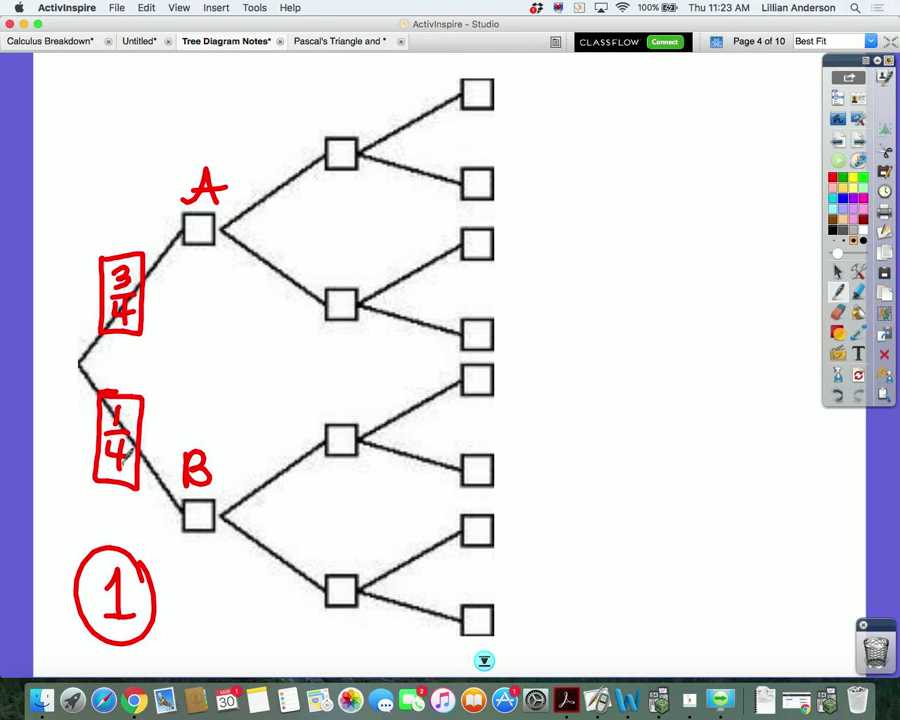 ActivInspire File Edit View Insert Tools Help
100% Thu 11:23 AM Lillian Anderson
ActivInspire - Studio
Calculus Breakdown* Untitled* Tree Diagram Notes* Pascal's Triangle and *
CLASSFLOW Connect Page 4 of 10 Best Fit
A
3/4
1/4
B
1
MAR
30